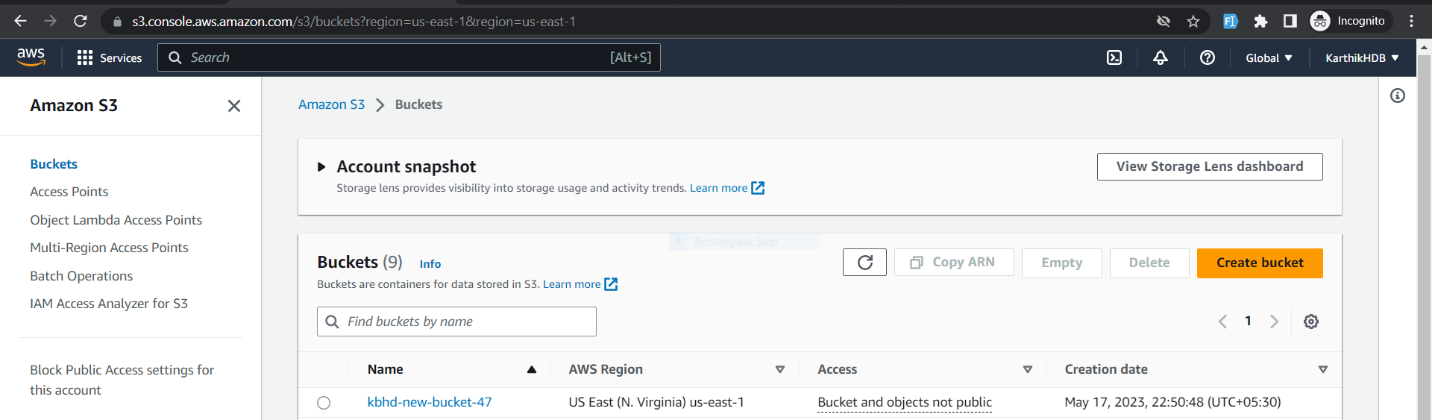 s3.console.aws.amazon.com/s3/buckets?region=us-east-1&region=us-east-1
Incognito
aws
Services
Search
[Alt+S]
Global
KarthikHDB
Amazon S3
Buckets
Access Points
Object Lambda Access Points
Multi-Region Access Points
Batch Operations
IAM Access Analyzer for S3
Block Public Access settings for
this account
Amazon S3 > Buckets
Account snapshot
View Storage Lens dashboard
Storage lens provides visibility into storage usage and activity trends. Learn more
Rectangular Snip
Buckets (9) Info
Copy ARN
Empty
Delete
Create bucket
Buckets are containers for data stored in S3. Learn more
Find buckets by name
1
Name AWS Region Access Creation date
kbhd-new-bucket-47 US East (N. Virginia) us-east-1 Bucket and objects not public May 17, 2023, 22:50:48 (UTC+05:30)